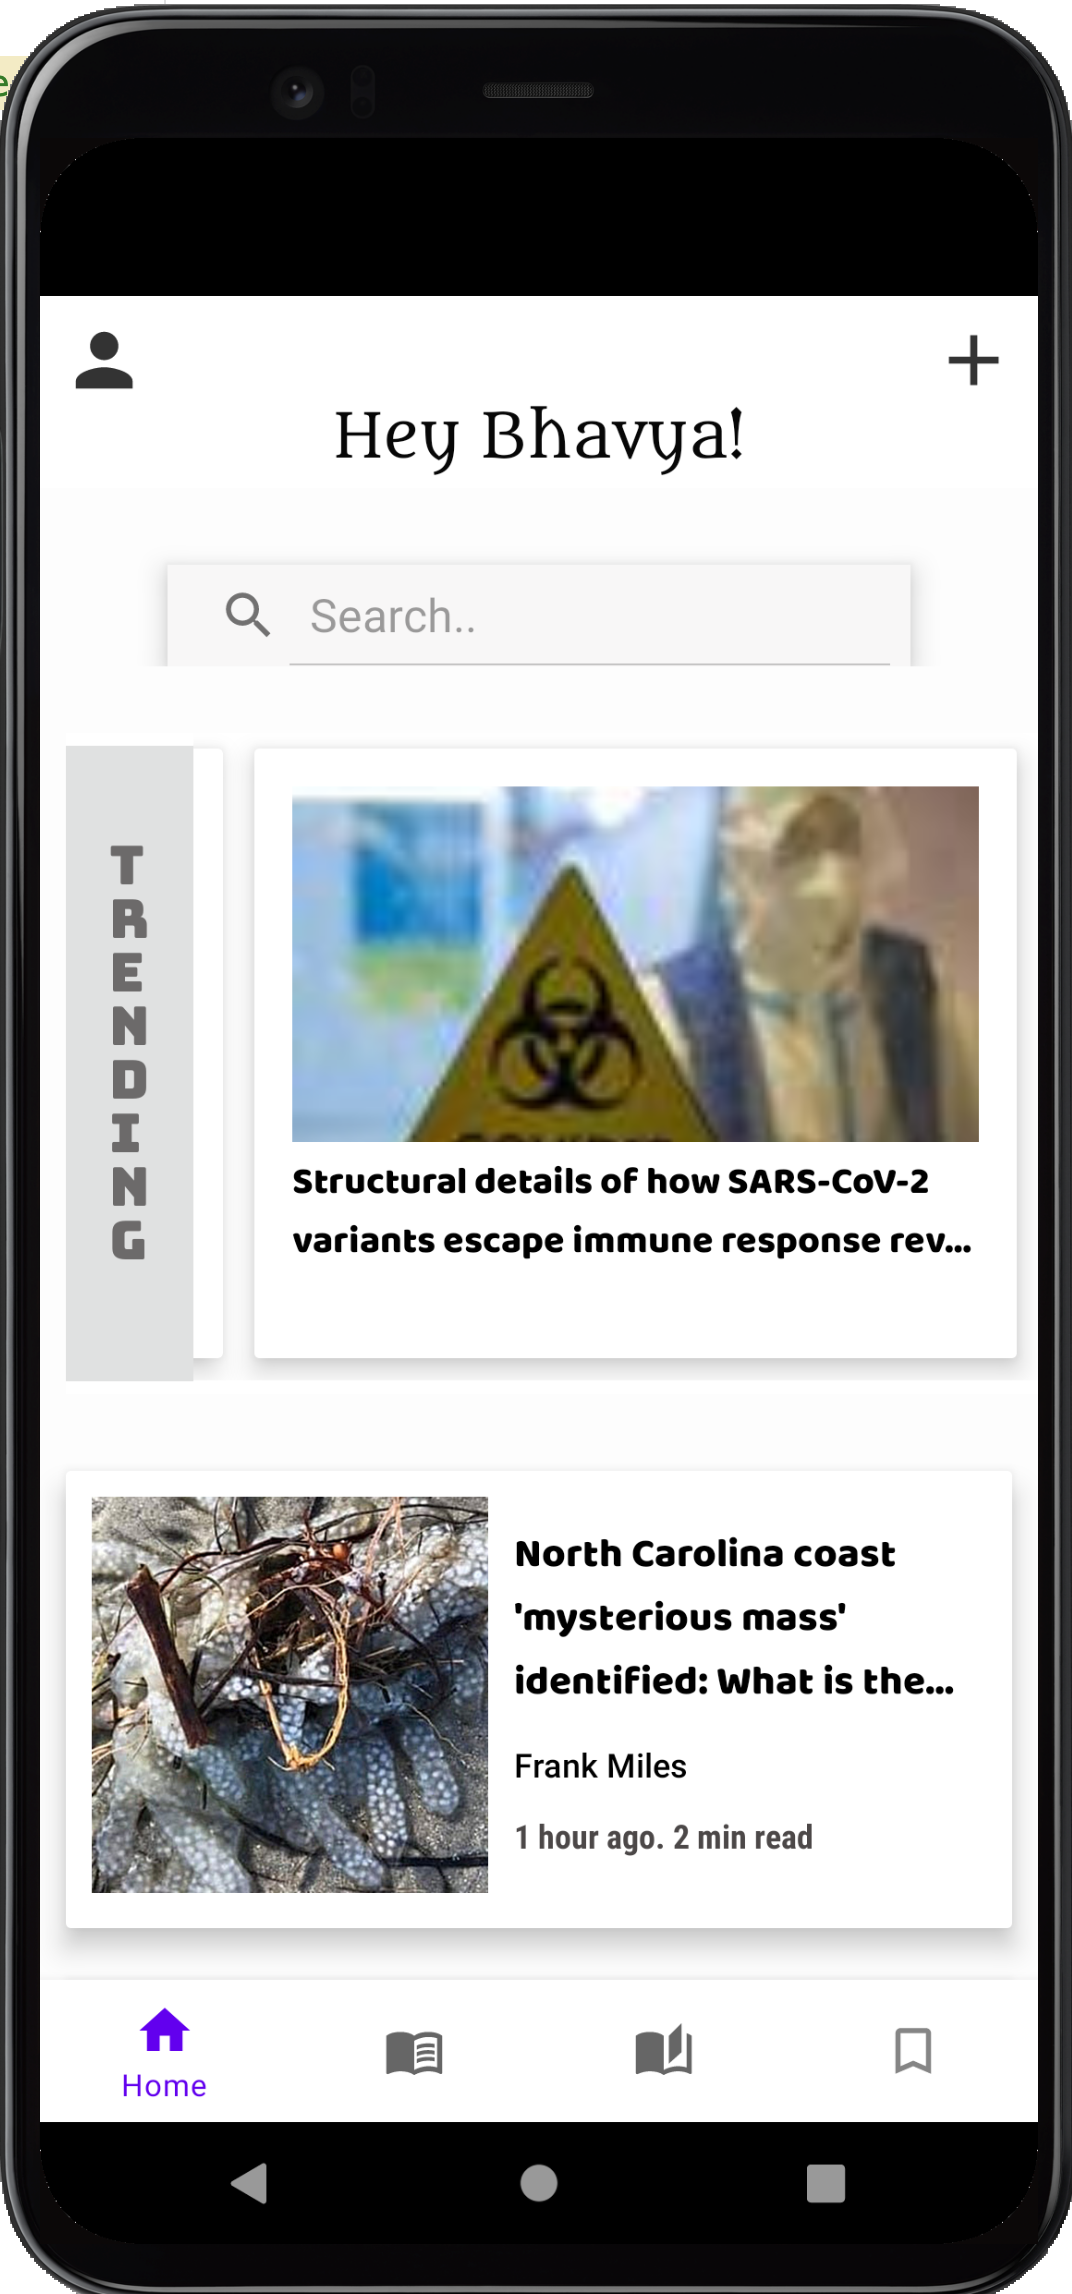 e
Hey Bhavya!
Search..
TRENDING
Structural details of how SARS-CoV-2
variants escape immune response rev...
North Carolina coast
'mysterious mass'
identified: What is the...
Frank Miles
1 hour ago. 2 min read
Home